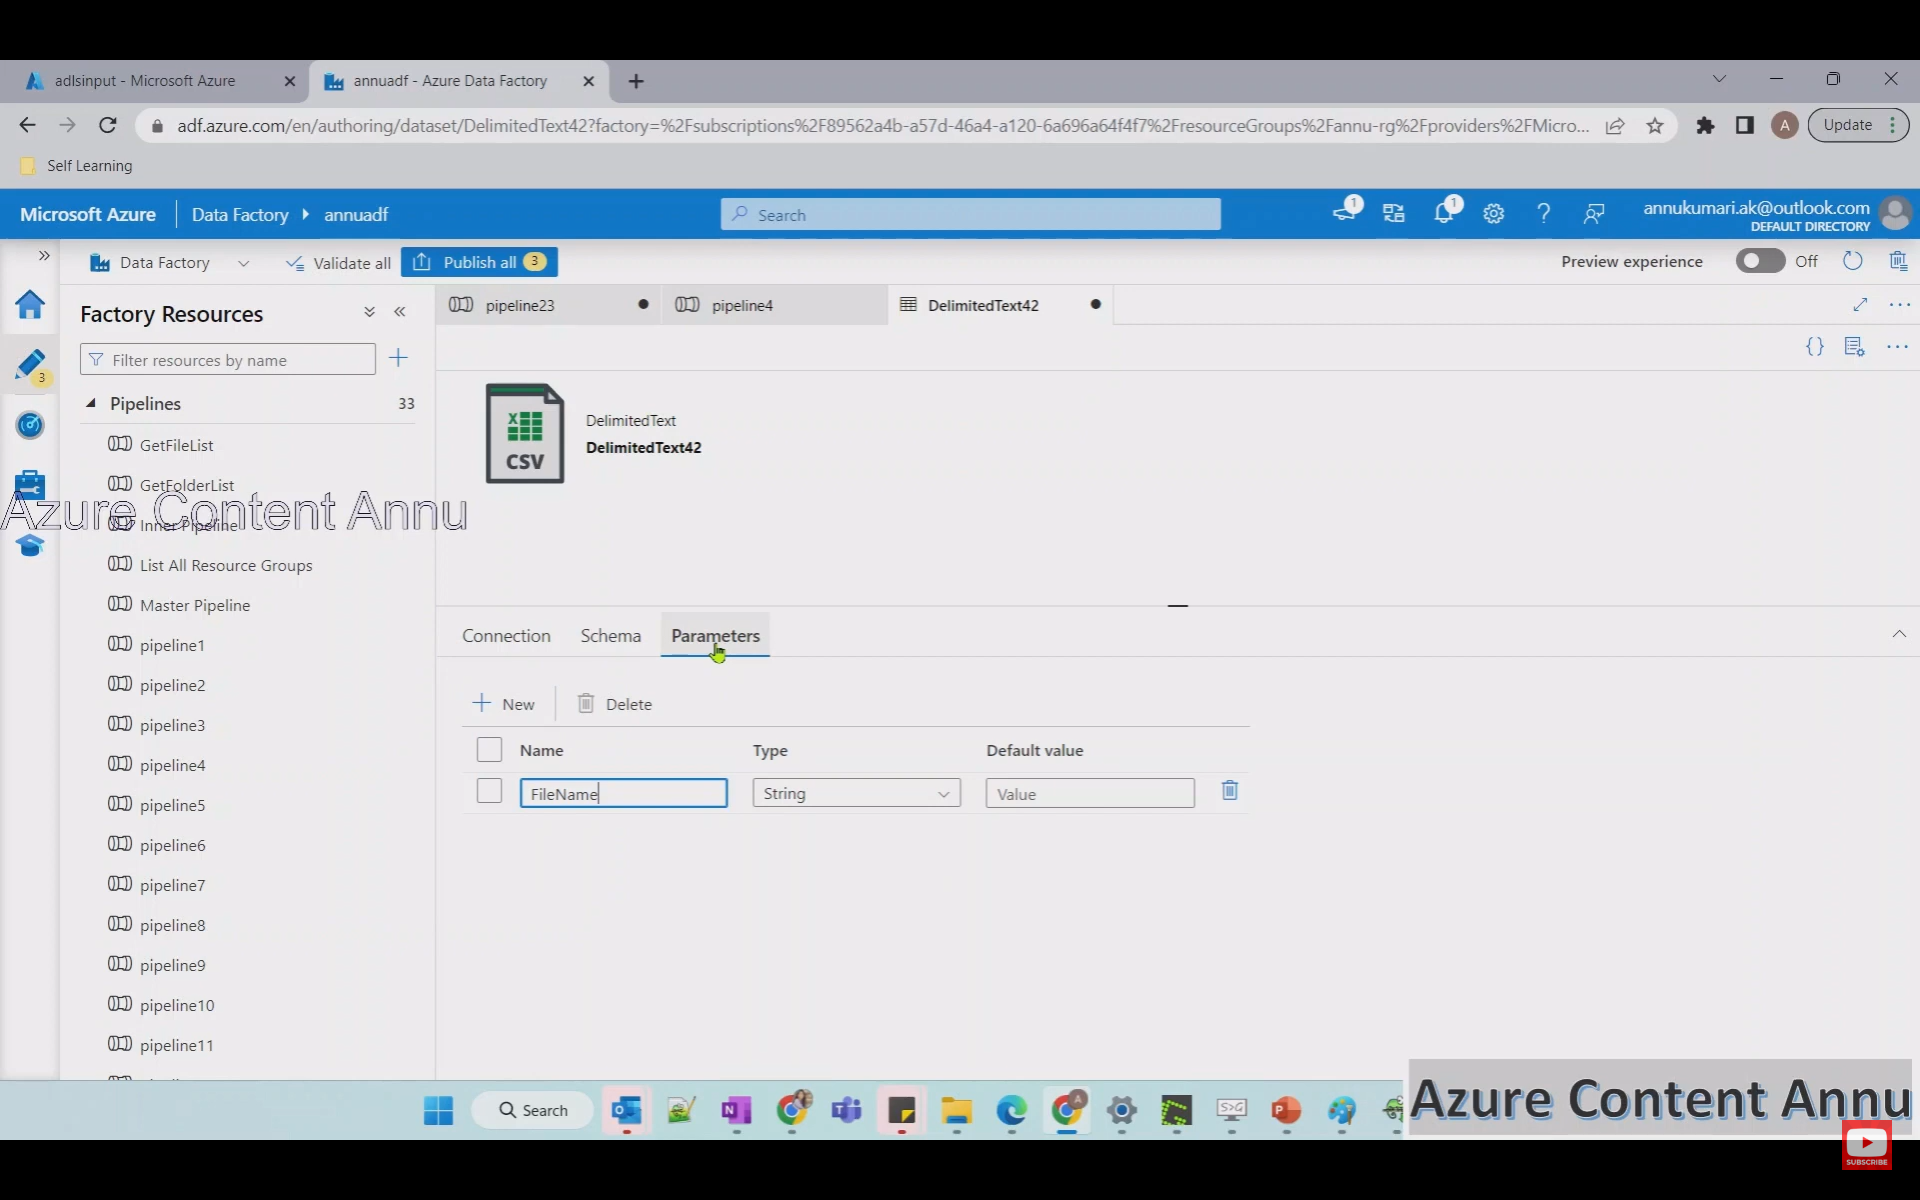 adlsinput - Microsoft Azure
annuadf - Azure Data Factory
adf.azure.com/en/authoring/dataset/DelimitedText42?factory=%2Fsubscriptions%2F89562a4b-a57d-46a4-a120-6a696a64f4f7%2FresourceGroups%2Fannu-rg%2Fproviders%2FMicro...
A
Update
Self Learning
Microsoft Azure
Data Factory
annuadf
Search
1
1
annukumari.ak@outlook.com
DEFAULT DIRECTORY
Data Factory
Validate all
Publish all 3
Preview experience
Off
Factory Resources
pipeline23
pipeline4
DelimitedText42
Filter resources by name
3
Pipelines 33
GetFileList
GetFolderList
Azure Content Annu
Inner Pipeline
List All Resource Groups
Master Pipeline
pipeline1
pipeline2
pipeline3
pipeline4
pipeline5
pipeline6
pipeline7
pipeline8
pipeline9
pipeline10
pipeline11
CSV
DelimitedText
DelimitedText42
Connection Schema Parameters
New Delete
Name Type Default value
FileName String Value
Search
Azure Content Annu
SUBSCRIBE